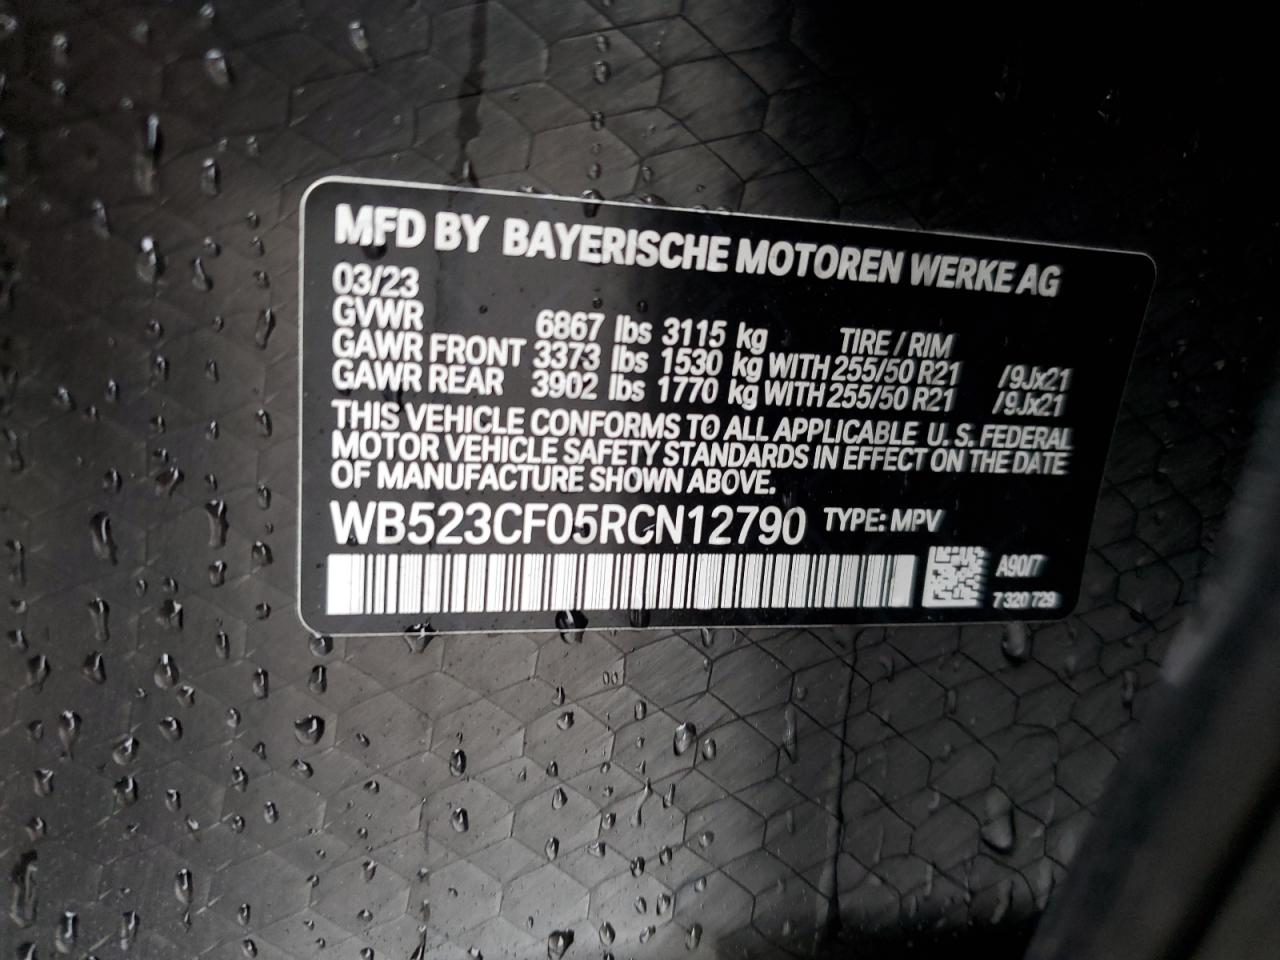 MFD BY BAYERISCHE MOTOREN WERKE AG
03/23
GVWR 6867 lbs 3115 kg TIRE / RIM
GAWR FRONT 3373 lbs 1530 kg WITH 255/50 R21 /9Jx21
GAWR REAR 3902 lbs 1770 kg WITH 255/50 R21 /9Jx21
THIS VEHICLE CONFORMS TO ALL APPLICABLE U.S. FEDERAL
MOTOR VEHICLE SAFETY STANDARDS IN EFFECT ON THE DATE
OF MANUFACTURE SHOWN ABOVE.
WB523CF05RCN12790 TYPE: MPV
A90/T
7 320 729